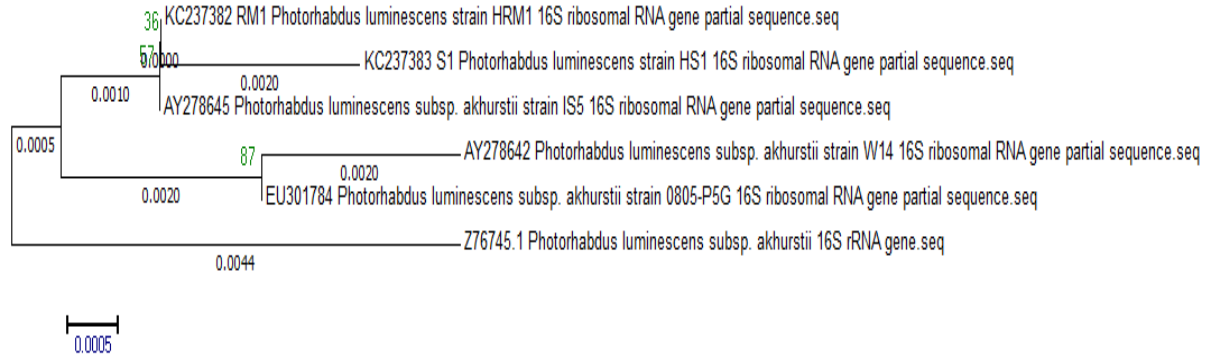 36 KC237382 RM1 Photorhabdus luminescens strain HRM1 16S ribosomal RNA gene partial sequence.seq
57
0.0000
KC237383 S1 Photorhabdus luminescens strain HS1 16S ribosomal RNA gene partial sequence.seq
0.0020
0.0010
AY278645 Photorhabdus luminescens subsp. akhurstii strain IS5 16S ribosomal RNA gene partial sequence.seq
0.0005
87
AY278642 Photorhabdus luminescens subsp. akhurstii strain W14 16S ribosomal RNA gene partial sequence.seq
0.0020
0.0020
EU301784 Photorhabdus luminescens subsp. akhurstii strain 0805-P5G 16S ribosomal RNA gene partial sequence.seq
Z76745.1 Photorhabdus luminescens subsp. akhurstii 16S rRNA gene.seq
0.0044
0.0005